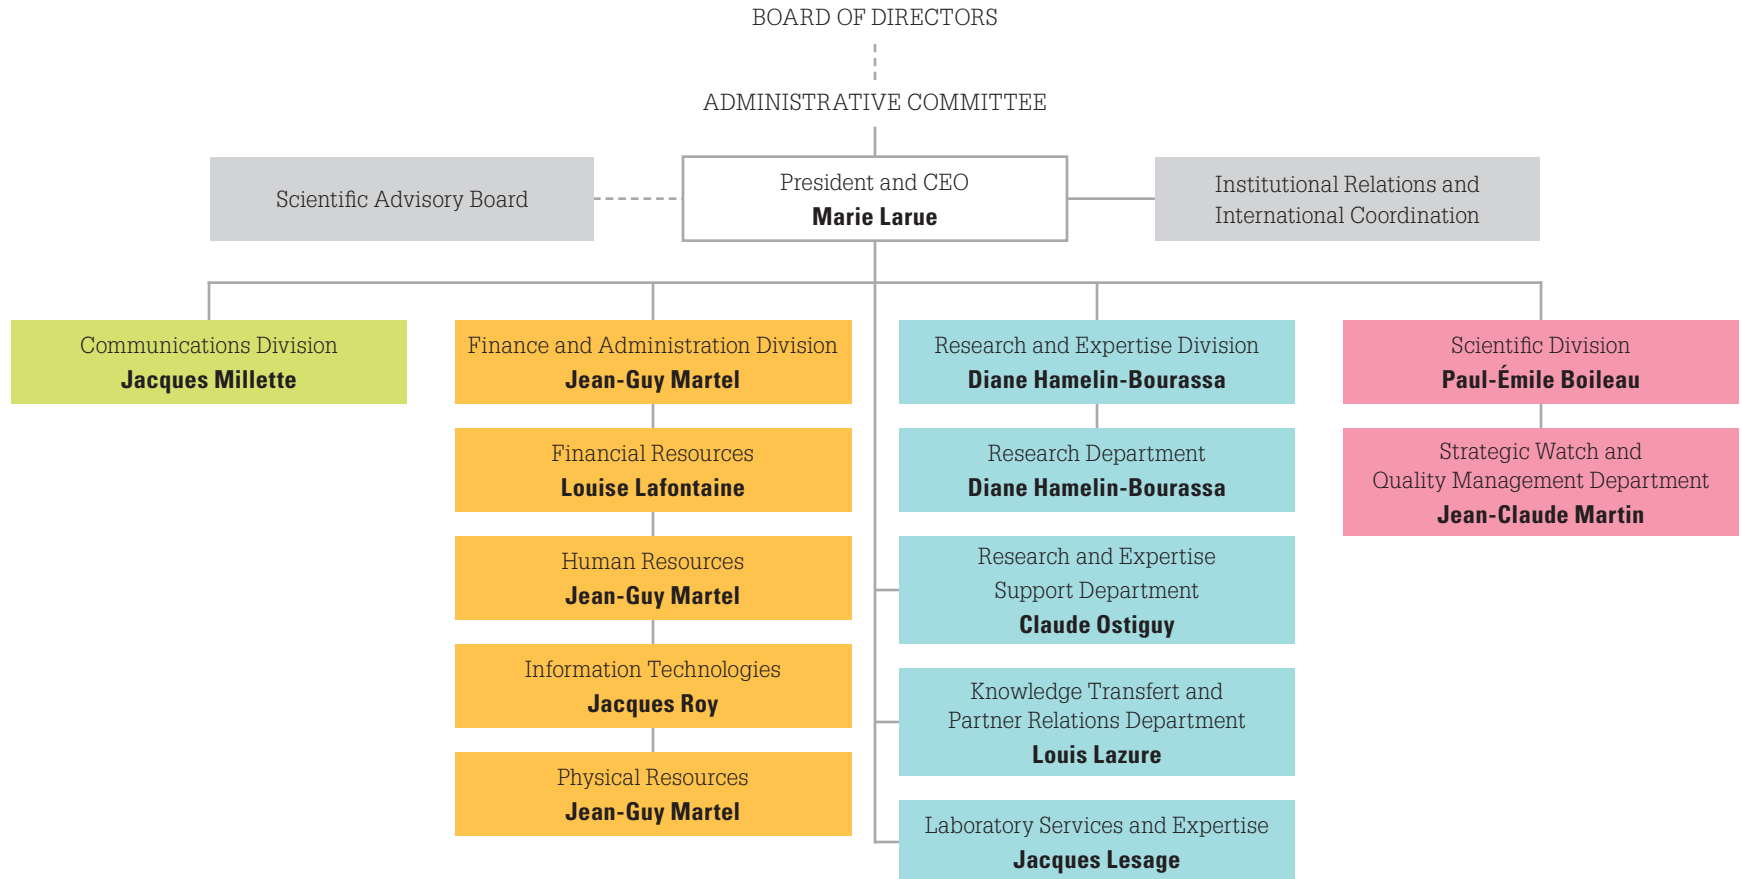 BOARD OF DIRECTORS
ADMINISTRATIVE COMMITTEE
Scientific Advisory Board
President and CEO
Marie Larue
Institutional Relations and
International Coordination
Communications Division
Jacques Millette
Finance and Administration Division
Jean-Guy Martel
Financial Resources
Louise Lafontaine
Human Resources
Jean-Guy Martel
Information Technologies
Jacques Roy
Physical Resources
Jean-Guy Martel
Research and Expertise Division
Diane Hamelin-Bourassa
Research Department
Diane Hamelin-Bourassa
Research and Expertise
Support Department
Claude Ostiguy
Knowledge Transfert and
Partner Relations Department
Louis Lazure
Laboratory Services and Expertise
Jacques Lesage
Scientific Division
Paul-Émile Boileau
Strategic Watch and
Quality Management Department
Jean-Claude Martin